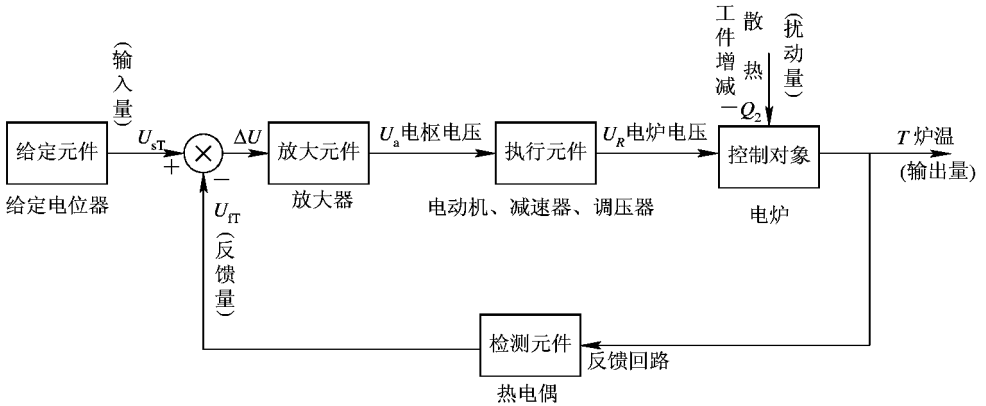 工件增减
散热
(扰动量)
−Q₂
(输入量)
给定元件
给定电位器
UsT
+
−
ΔU
放大元件
放大器
Ua电枢电压
执行元件
电动机、减速器、调压器
UR电炉电压
控制对象
电炉
T 炉温
(输出量)
UfT
(反馈量)
检测元件
热电偶
反馈回路